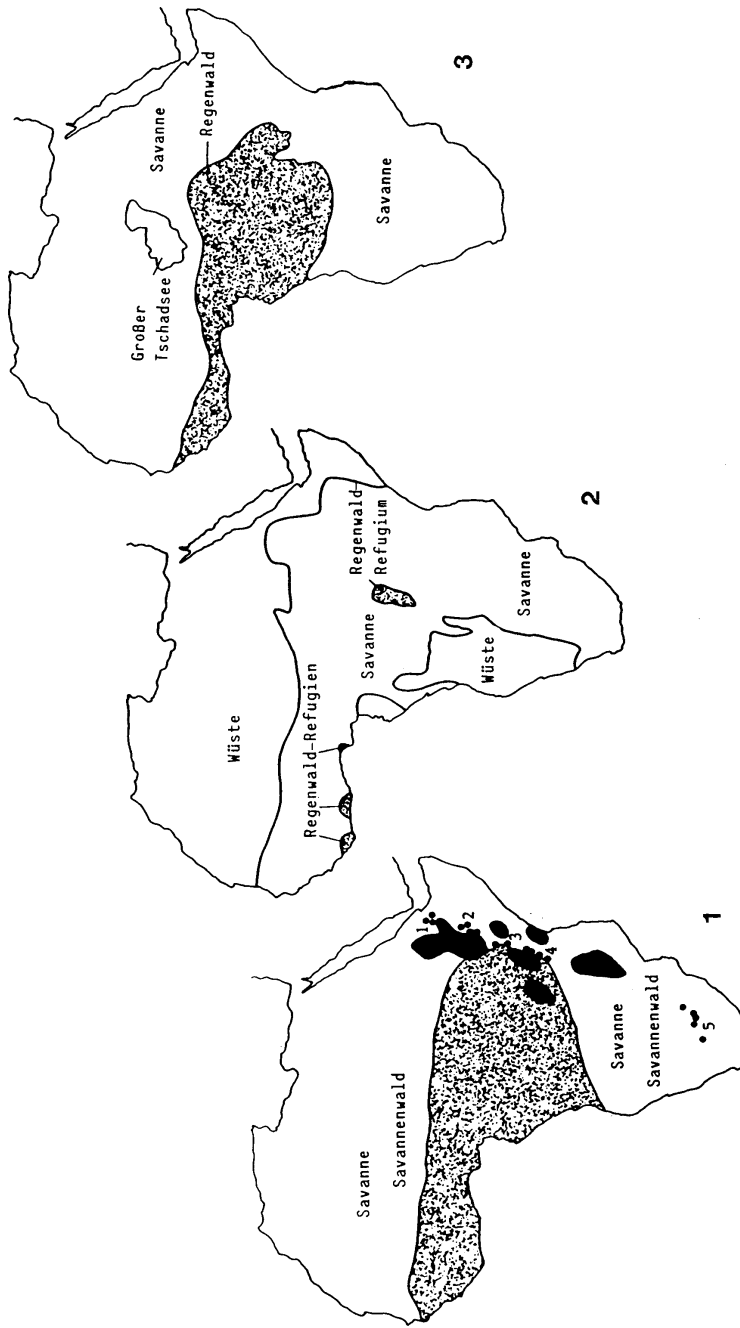 Savanne
Savannenwald
Savanne
Savannenwald
1
2
3
4
5
1
Wüste
Regenwald-Refugien
Savanne
Regenwald-
Refugium
Wüste
Savanne
2
Großer
Tschadsee
Savanne
Regenwald
Savanne
3